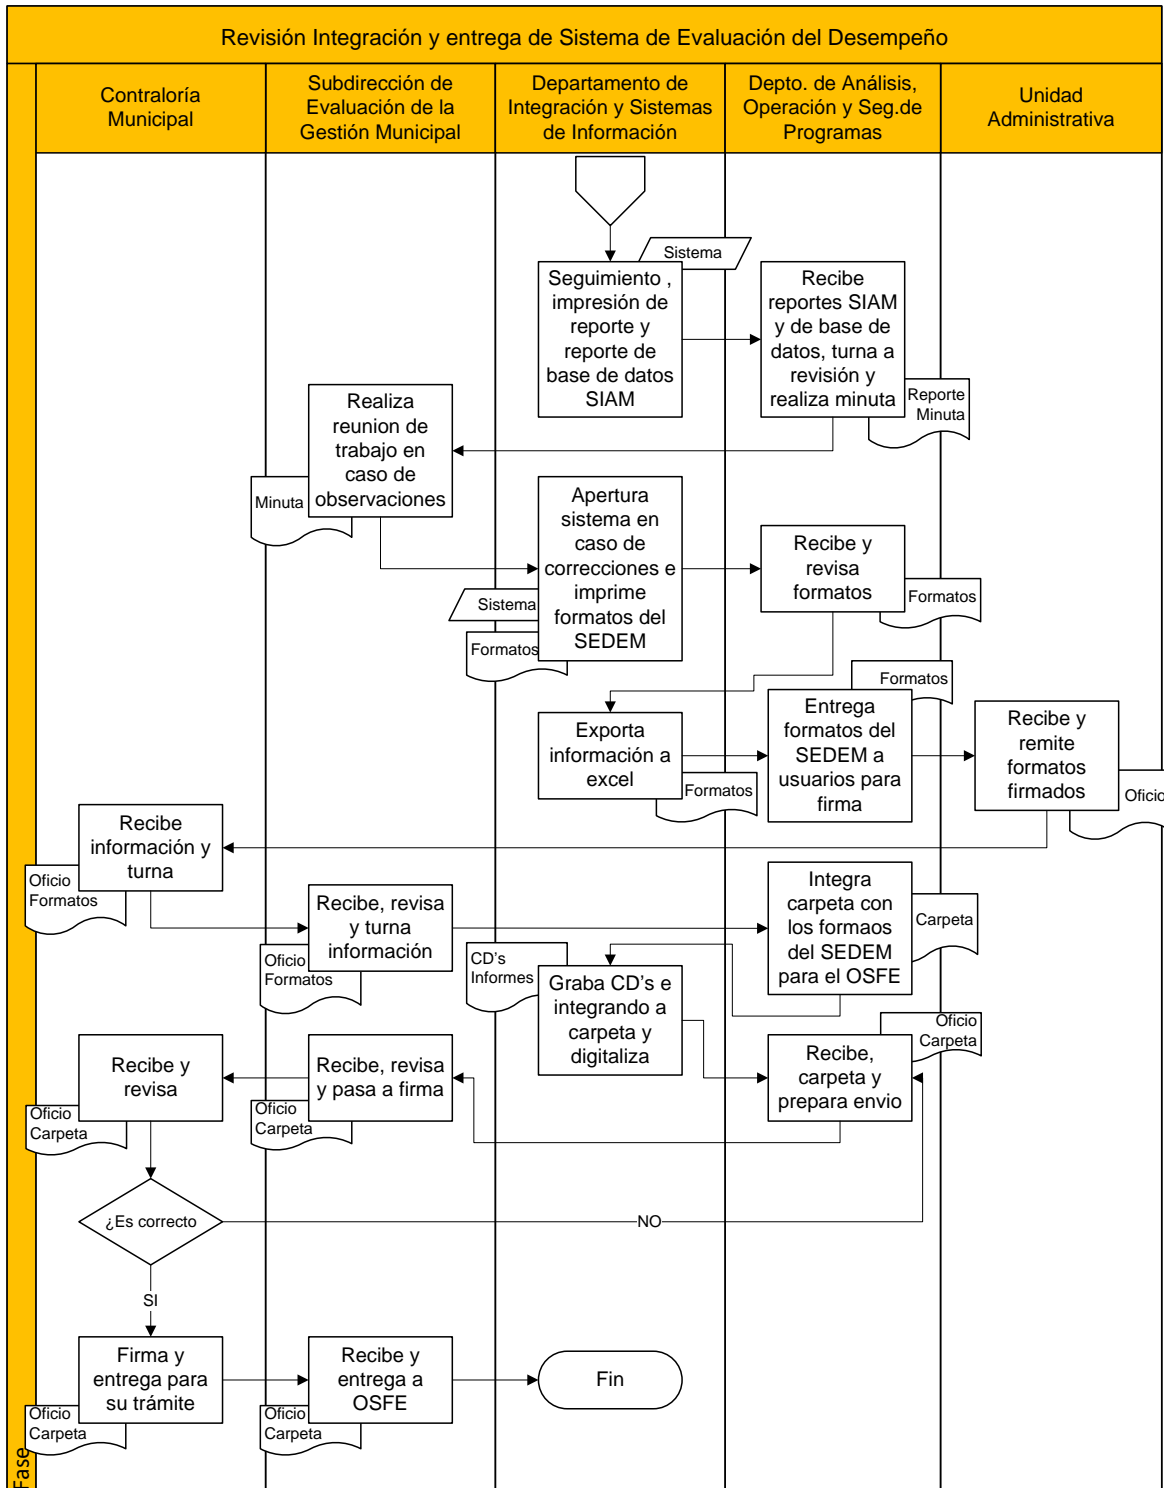 Revisión Integración y entrega de Sistema de Evaluación del Desempeño
Contraloría
Municipal
Subdirección de
Evaluación de la
Gestión Municipal
Departamento de
Integración y Sistemas
de Información
Depto. de Análisis,
Operación y Seg.de
Programas
Unidad
Administrativa
Sistema
Seguimiento ,
impresión de
reporte y
reporte de
base de datos
SIAM
Recibe
reportes SIAM
y de base de
datos, turna a
revisión y
realiza minuta
Reporte
Minuta
Realiza
reunion de
trabajo en
caso de
observaciones
Minuta
Apertura
sistema en
caso de
correcciones e
imprime
formatos del
SEDEM
Sistema
Formatos
Recibe y
revisa
formatos
Formatos
Exporta
información a
excel
Formatos
Formatos
Entrega
formatos del
SEDEM a
usuarios para
firma
Recibe y
remite
formatos
firmados
Oficio
Recibe
información y
turna
Oficio
Formatos
Recibe, revisa
y turna
información
Oficio
Formatos
Integra
carpeta con
los formaos
del SEDEM
para el OSFE
Carpeta
CD's
Informes
Graba CD's e
integrando a
carpeta y
digitaliza
Oficio
Carpeta
Recibe,
carpeta y
prepara envio
Recibe, revisa
y pasa a firma
Oficio
Carpeta
Recibe y
revisa
Oficio
Carpeta
¿Es correcto
NO
SI
Firma y
entrega para
su trámite
Oficio
Carpeta
Recibe y
entrega a
OSFE
Oficio
Carpeta
Fin
Fase